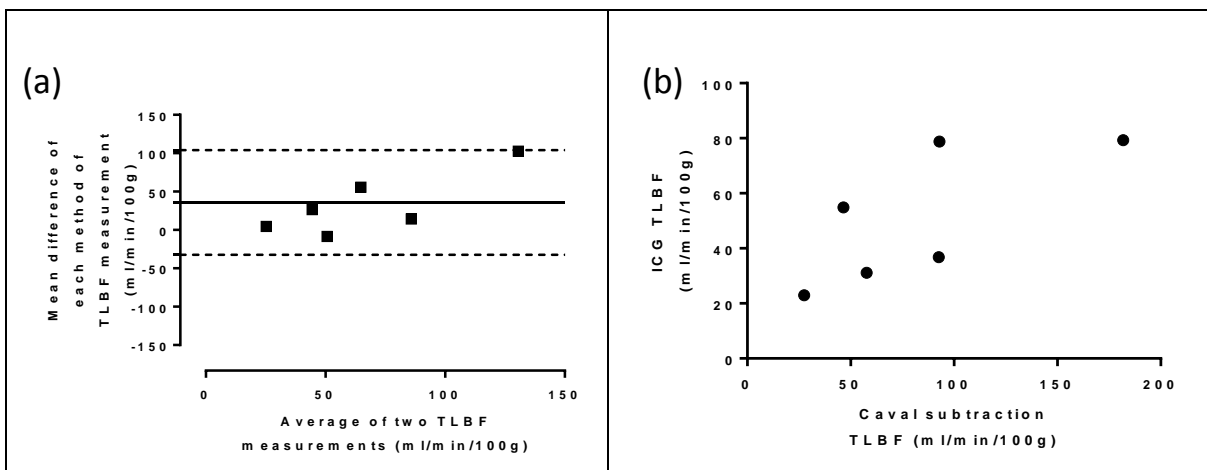 (a)
Mean difference of
each method of
TLBF measurement
(ml/min/100g)
150
100
50
0
-50
-100
-150
0 50 100 150
Average of two TLBF
measurements (ml/min/100g)
(b)
ICG TLBF
(ml/min/100g)
100
80
60
40
20
0
0 50 100 150 200
Caval subtraction
TLBF (ml/min/100g)